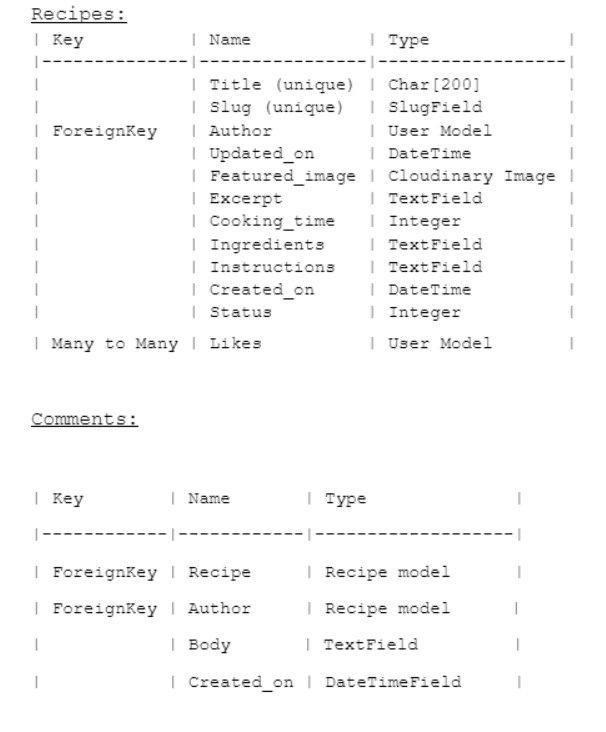 Recipes:
| Key | Name | Type |
|---------------|-----------------|-------------------|
| | Title (unique) | Char[200] |
| | Slug (unique) | SlugField |
| ForeignKey | Author | User Model |
| | Updated_on | DateTime |
| | Featured_image | Cloudinary Image |
| | Excerpt | TextField |
| | Cooking_time | Integer |
| | Ingredients | TextField |
| | Instructions | TextField |
| | Created_on | DateTime |
| | Status | Integer |
| Many to Many | Likes | User Model |
Comments:
| Key | Name | Type |
|------------|------------|-------------------|
| ForeignKey | Recipe | Recipe model |
| ForeignKey | Author | Recipe model |
| | Body | TextField |
| | Created_on | DateTimeField |